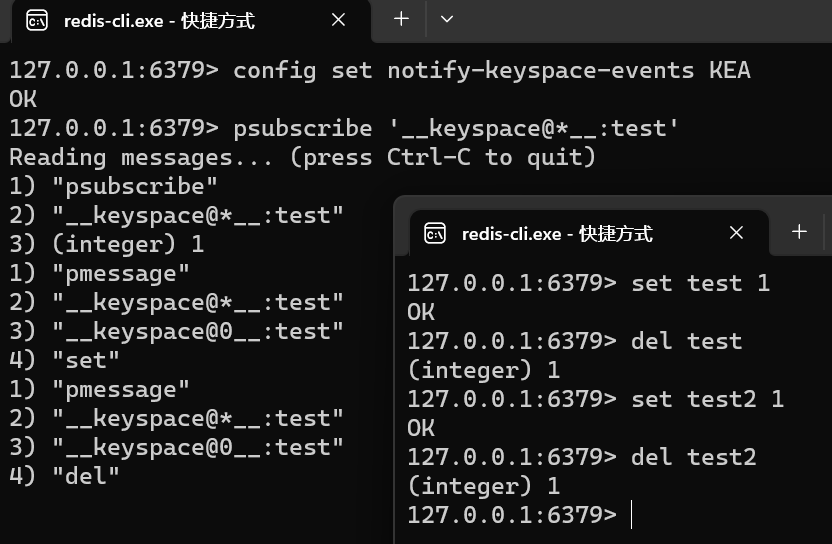 redis-cli.exe - 快捷方式
127.0.0.1:6379> config set notify-keyspace-events KEA
OK
127.0.0.1:6379> psubscribe '__keyspace@*__:test'
Reading messages... (press Ctrl-C to quit)
1) "psubscribe"
2) "__keyspace@*__:test"
3) (integer) 1
1) "pmessage"
2) "__keyspace@*__:test"
3) "__keyspace@0__:test"
4) "set"
1) "pmessage"
2) "__keyspace@*__:test"
3) "__keyspace@0__:test"
4) "del"
redis-cli.exe - 快捷方式
127.0.0.1:6379> set test 1
OK
127.0.0.1:6379> del test
(integer) 1
127.0.0.1:6379> set test2 1
OK
127.0.0.1:6379> del test2
(integer) 1
127.0.0.1:6379>